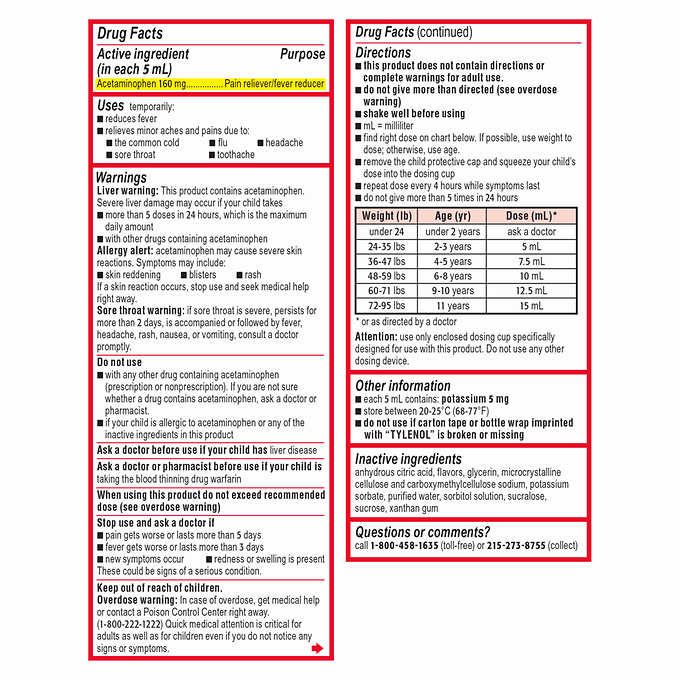 Drug Facts
Active ingredient Purpose
(in each 5 mL)
Acetaminophen 160 mg................ Pain reliever/fever reducer
Uses temporarily:
■ reduces fever
■ relieves minor aches and pains due to:
■ the common cold ■ flu ■ headache
■ sore throat ■ toothache
Warnings
Liver warning: This product contains acetaminophen.
Severe liver damage may occur if your child takes
■ more than 5 doses in 24 hours, which is the maximum
daily amount
■ with other drugs containing acetaminophen
Allergy alert: acetaminophen may cause severe skin
reactions. Symptoms may include:
■ skin reddening ■ blisters ■ rash
If a skin reaction occurs, stop use and seek medical help
right away.
Sore throat warning: if sore throat is severe, persists for
more than 2 days, is accompanied or followed by fever,
headache, rash, nausea, or vomiting, consult a doctor
promptly.
Do not use
■ with any other drug containing acetaminophen
(prescription or nonprescription). If you are not sure
whether a drug contains acetaminophen, ask a doctor or
pharmacist.
■ if your child is allergic to acetaminophen or any of the
inactive ingredients in this product
Ask a doctor before use if your child has liver disease
Ask a doctor or pharmacist before use if your child is
taking the blood thinning drug warfarin
When using this product do not exceed recommended
dose (see overdose warning)
Stop use and ask a doctor if
■ pain gets worse or lasts more than 5 days
■ fever gets worse or lasts more than 3 days
■ new symptoms occur ■ redness or swelling is present
These could be signs of a serious condition.
Keep out of reach of children.
Overdose warning: In case of overdose, get medical help
or contact a Poison Control Center right away.
(1-800-222-1222) Quick medical attention is critical for
adults as well as for children even if you do not notice any
signs or symptoms.
Drug Facts (continued)
Directions
■ this product does not contain directions or
complete warnings for adult use.
■ do not give more than directed (see overdose
warning)
■ shake well before using
■ mL = milliliter
■ find right dose on chart below. If possible, use weight to
dose; otherwise, use age.
■ remove the child protective cap and squeeze your child's
dose into the dosing cup
■ repeat dose every 4 hours while symptoms last
■ do not give more than 5 times in 24 hours
Weight (lb) Age (yr) Dose (mL)*
under 24 under 2 years ask a doctor
24-35 lbs 2-3 years 5 mL
36-47 lbs 4-5 years 7.5 mL
48-59 lbs 6-8 years 10 mL
60-71 lbs 9-10 years 12.5 mL
72-95 lbs 11 years 15 mL
* or as directed by a doctor
Attention: use only enclosed dosing cup specifically
designed for use with this product. Do not use any other
dosing device.
Other information
■ each 5 mL contains: potassium 5 mg
■ store between 20-25°C (68-77°F)
■ do not use if carton tape or bottle wrap imprinted
with "TYLENOL" is broken or missing
Inactive ingredients
anhydrous citric acid, flavors, glycerin, microcrystalline
cellulose and carboxymethylcellulose sodium, potassium
sorbate, purified water, sorbitol solution, sucralose,
sucrose, xanthan gum
Questions or comments?
call 1-800-458-1635 (toll-free) or 215-273-8755 (collect)